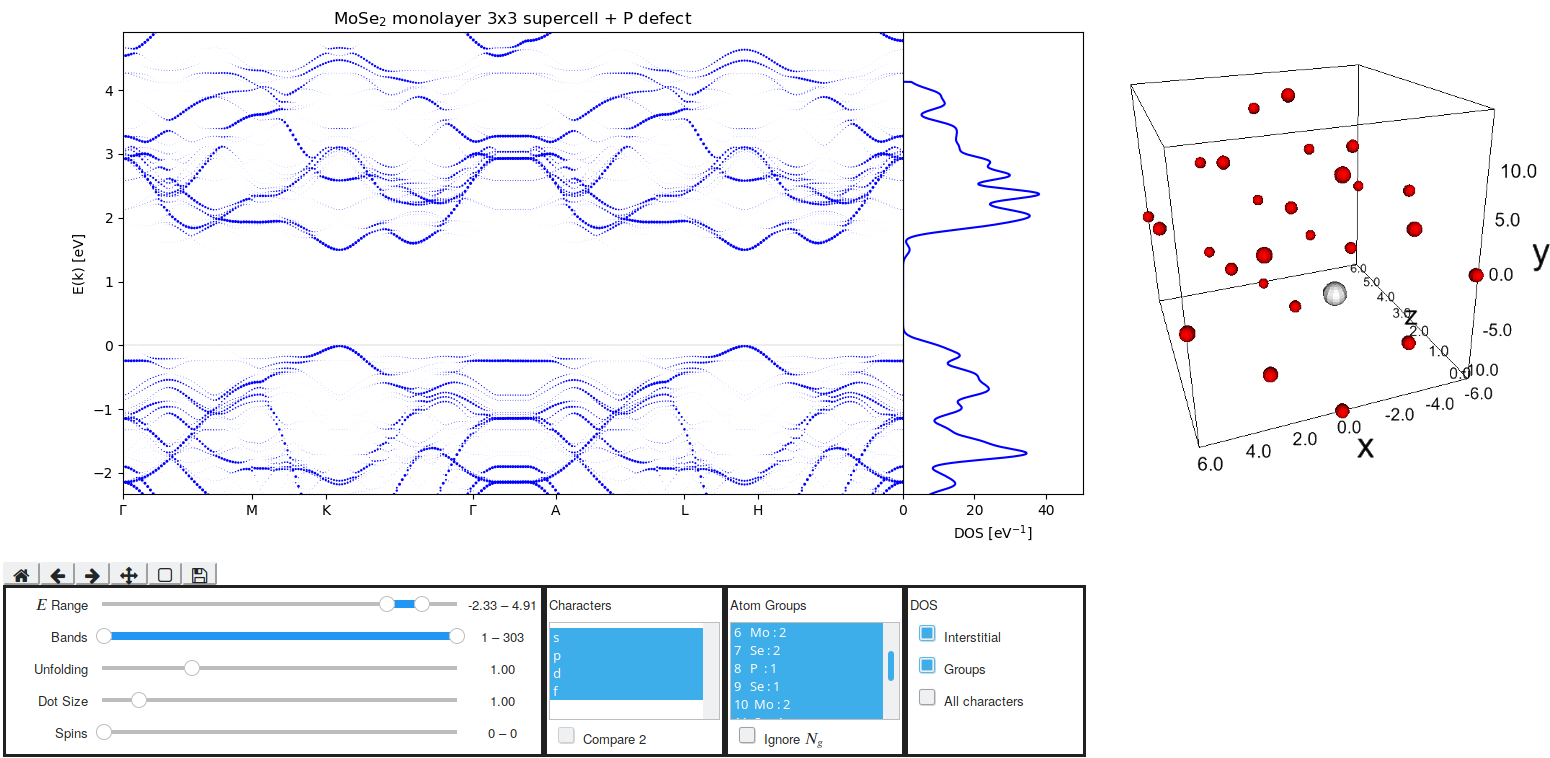 MoSe₂ monolayer 3x3 supercell + P defect
E(k) [eV]
4
3
2
1
0
−1
−2
Γ M K Γ A L H 0 20 40
DOS [eV⁻¹]
10.0
5.0
0.0
-5.0
-10.0
y
6.0
5.0
4.0
3.0
2.0
1.0
0.0
z
6.0 4.0 2.0 0.0 -2.0 -4.0 -6.0
x
E Range -2.33 – 4.91
Bands 1 – 303
Unfolding 1.00
Dot Size 1.00
Spins 0 – 0
Characters
s
p
d
f
Compare 2
Atom Groups
6 Mo:2
7 Se:2
8 P :1
9 Se:1
10 Mo:2
Ignore N_g
DOS
Interstitial
Groups
All characters